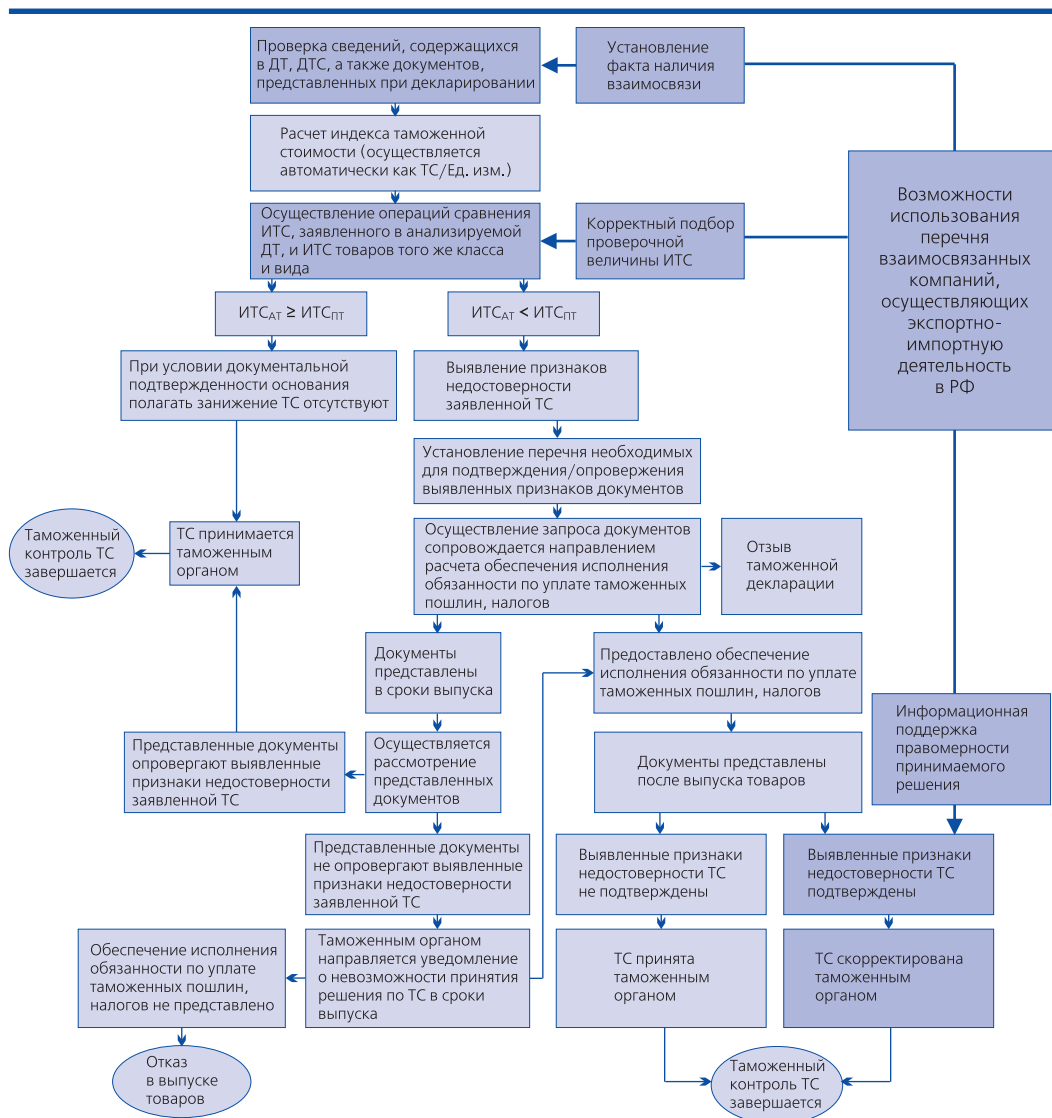 Проверка сведений, содержащихся
в ДТ, ДТС, а также документов,
представленных при декларировании
Установление
факта наличия
взаимосвязи
Расчет индекса таможенной
стоимости (осуществляется
автоматически как ТС/Ед. изм.)
Возможности
использования
перечня
взаимосвязанных
компаний,
осуществляющих
экспортно-
импортную
деятельность
в РФ
Осуществление операций сравнения
ИТС, заявленного в анализируемой
ДТ, и ИТС товаров того же класса
и вида
Корректный подбор
проверочной
величины ИТС
ИТСАТ ≥ ИТСПТ
ИТСАТ < ИТСПТ
При условии документальной
подтвержденности основания
полагать занижение ТС отсутствуют
Выявление признаков
недостоверности
заявленной ТС
Установление перечня необходимых
для подтверждения/опровержения
выявленных признаков документов
Таможенный
контроль ТС
завершается
ТС принимается
таможенным
органом
Осуществление запроса документов
сопровождается направлением
расчета обеспечения исполнения
обязанности по уплате таможенных
пошлин, налогов
Отзыв
таможенной
декларации
Документы
представлены
в сроки выпуска
Предоставлено обеспечение
исполнения обязанности по уплате
таможенных пошлин, налогов
Информационная
поддержка
правомерности
принимаемого
решения
Представленные документы
опровергают выявленные
признаки недостоверности
заявленной ТС
Осуществляется
рассмотрение
представленных
документов
Документы представлены
после выпуска товаров
Представленные документы
не опровергают выявленные
признаки недостоверности
заявленной ТС
Выявленные признаки
недостоверности ТС
не подтверждены
Выявленные признаки
недостоверности ТС
подтверждены
Обеспечение исполнения
обязанности по уплате
таможенных пошлин,
налогов не представлено
Таможенным органом
направляется уведомление
о невозможности принятия
решения по ТС в сроки
выпуска
ТС принята
таможенным
органом
ТС скорректирована
таможенным
органом
Отказ
в выпуске
товаров
Таможенный
контроль ТС
завершается